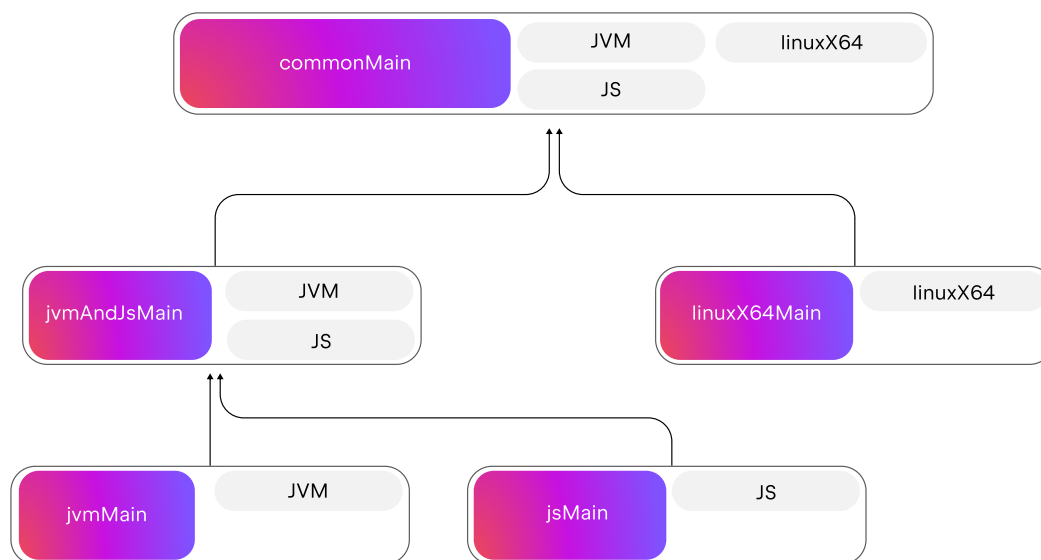 commonMain
JVM
linuxX64
JS
jvmAndJsMain
JVM
JS
linuxX64Main
linuxX64
jvmMain
JVM
jsMain
JS